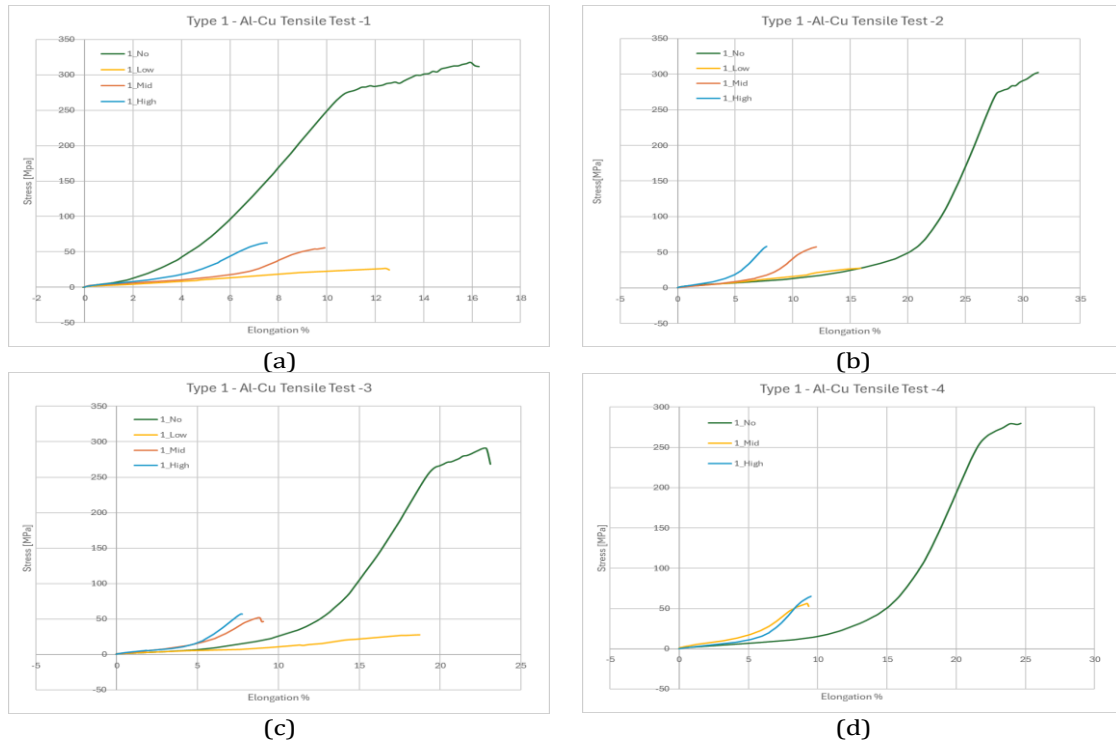 Type 1 - Al-Cu Tensile Test -1
350
300
250
200
150
100
50
0
-50
-2 0 2 4 6 8 10 12 14 16 18
Stress [Mpa]
Elongation %
1_No
1_Low
1_Mid
1_High
(a)
Type 1 -Al-Cu Tensile Test -2
350
300
250
200
150
100
50
0
-50
-5 0 5 10 15 20 25 30 35
Stress[MPa]
Elongation %
1_No
1_Low
1_Mid
1_High
(b)
Type 1 - Al-Cu Tensile Test -3
350
300
250
200
150
100
50
0
-50
-5 0 5 10 15 20 25
Stress [MPa]
Elongation %
1_No
1_Low
1_Mid
1_High
(c)
Type 1 - Al-Cu Tensile Test -4
300
250
200
150
100
50
0
-50
-5 0 5 10 15 20 25 30
Stress [MPa]
Elongation %
1_No
1_Mid
1_High
(d)